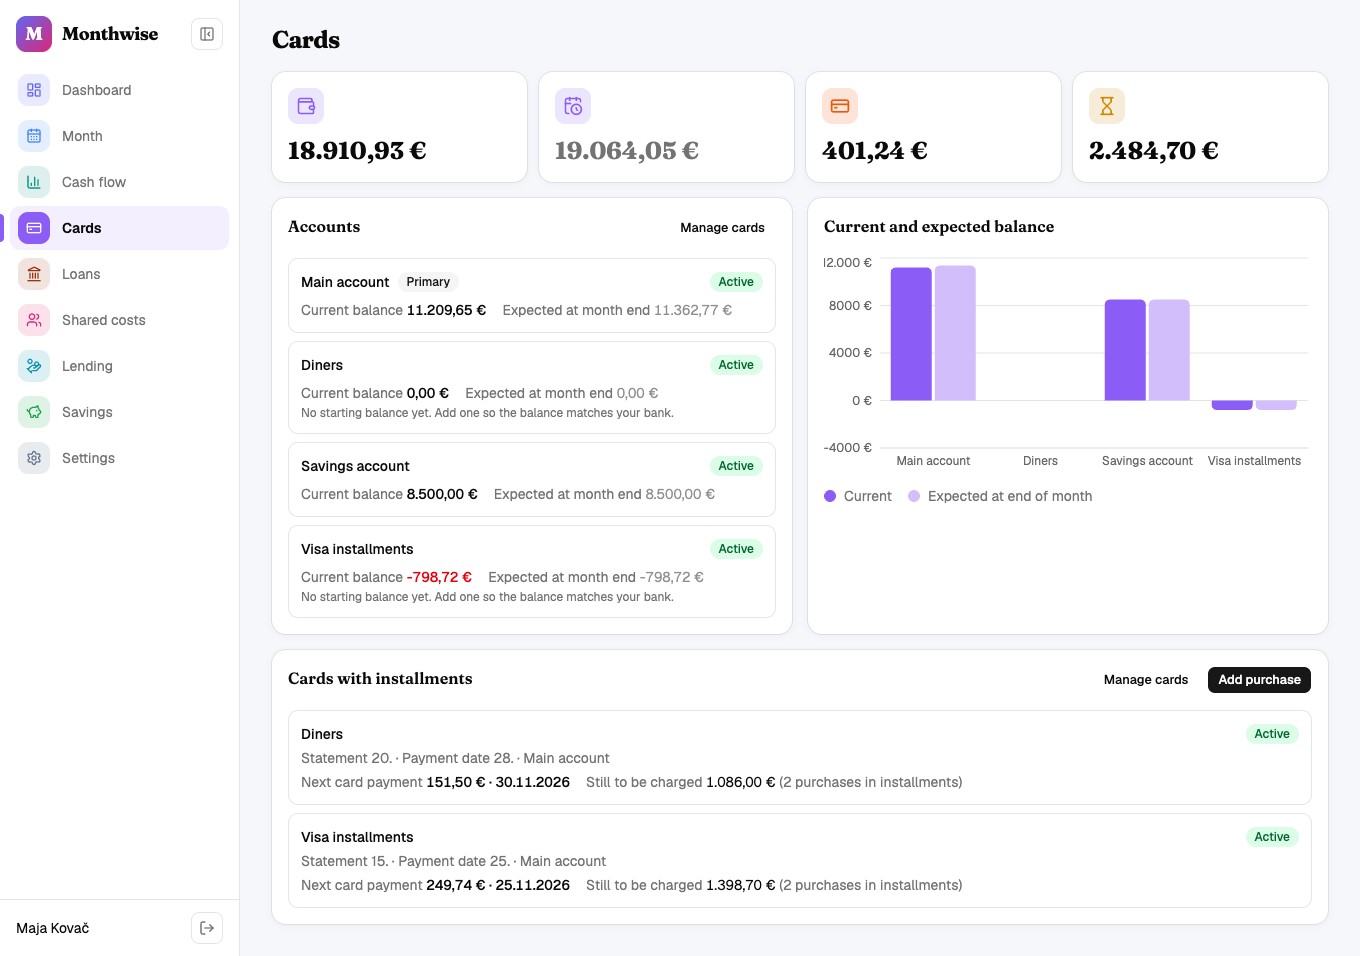 M Monthwise
Dashboard
Month
Cash flow
Cards
Loans
Shared costs
Lending
Savings
Settings
Maja Kovač
Cards
18.910,93 €
19.064,05 €
401,24 €
2.484,70 €
Accounts
Manage cards
Main account Primary Active
Current balance 11.209,65 € Expected at month end 11.362,77 €
Diners Active
Current balance 0,00 € Expected at month end 0,00 €
No starting balance yet. Add one so the balance matches your bank.
Savings account Active
Current balance 8.500,00 € Expected at month end 8.500,00 €
Visa installments Active
Current balance -798,72 € Expected at month end -798,72 €
No starting balance yet. Add one so the balance matches your bank.
Current and expected balance
12.000 €
8000 €
4000 €
0 €
-4000 €
Main account Diners Savings account Visa installments
Current Expected at end of month
Cards with installments
Manage cards Add purchase
Diners Active
Statement 20. · Payment date 28. · Main account
Next card payment 151,50 € · 30.11.2026 Still to be charged 1.086,00 € (2 purchases in installments)
Visa installments Active
Statement 15. · Payment date 25. · Main account
Next card payment 249,74 € · 25.11.2026 Still to be charged 1.398,70 € (2 purchases in installments)